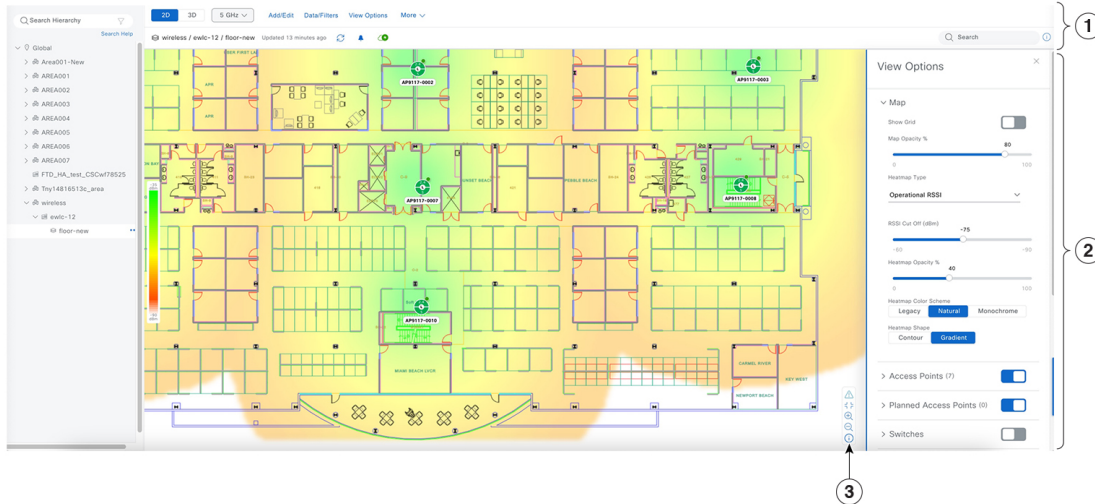 Search Hierarchy
Search Help
Global
Area001-New
AREA001
AREA002
AREA003
AREA004
AREA005
AREA006
AREA007
FTD_HA_test_CSCwf78525
Tny14816513c_area
wireless
ewlc-12
floor-new
2D
3D
5 GHz
Add/Edit
Data/Filters
View Options
More
wireless / ewlc-12 / floor-new Updated 13 minutes ago
Search
AP9117-0002
AP9117-0003
AP9117-0007
SUNSET BEACH
PEBBLE BEACH
AP9117-0008
AP9117-0010
MIAMI BEACH LVCR
CARMEL RIVER
KEY WEST
NEWPORT BEACH
View Options
Map
Show Grid
Map Opacity %
80
0
100
Heatmap Type
Operational RSSI
RSSI Cut Off (dBm)
-75
-90
Heatmap Opacity %
40
0
100
Heatmap Color Scheme
Legacy
Natural
Monochrome
Heatmap Shape
Contour
Gradient
Access Points (7)
Planned Access Points (0)
Switches
1
2
3